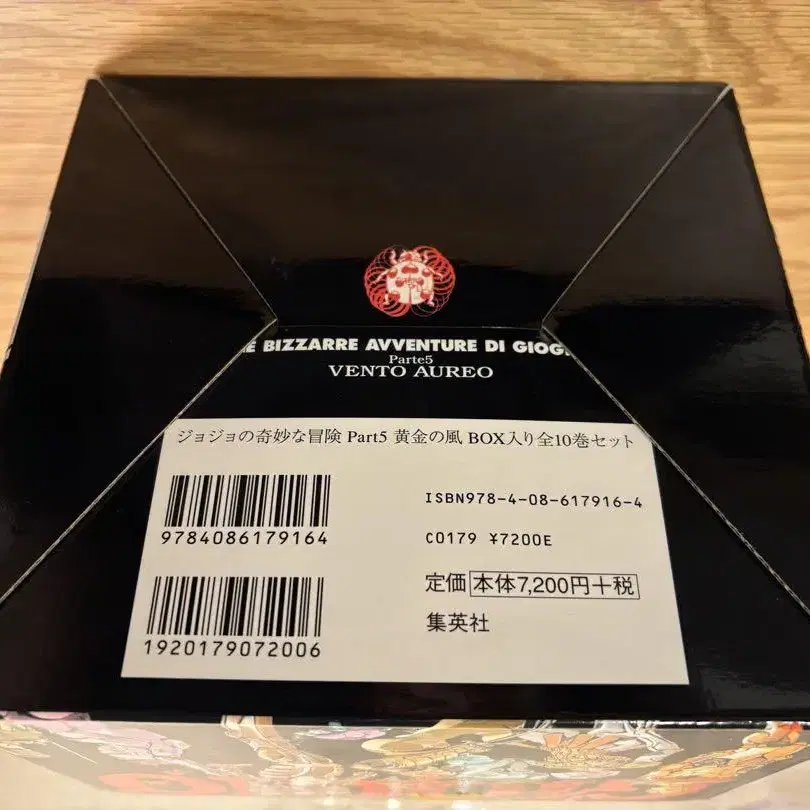 BIZZARRE AVVENTURE DI
Parte5
VENTO AUREO
ジョジョの奇妙な冒険 Part5 黄金の風 BOX入り全10巻セット
9784086179164
ISBN978-4-08-617916-4
C0179 ¥7200E
1920179072006
定価 本体7,200円+税
集英社